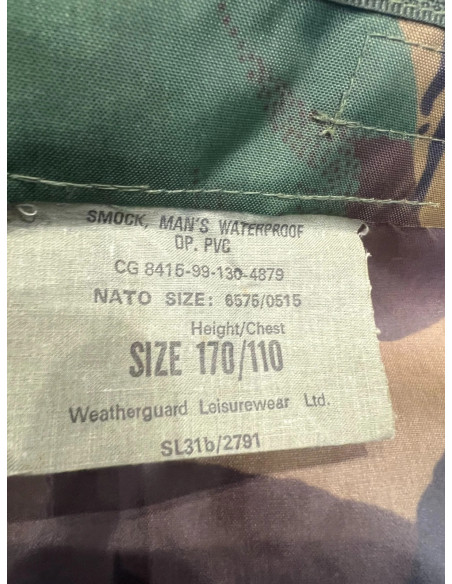 SMOCK, MAN'S WATERPROOF
DP. PVC
CG 8415-99-130-4879
NATO SIZE: 6575/0515
Height/Chest
SIZE 170/110
Weatherguard Leisurewear Ltd.
SL31b/2791